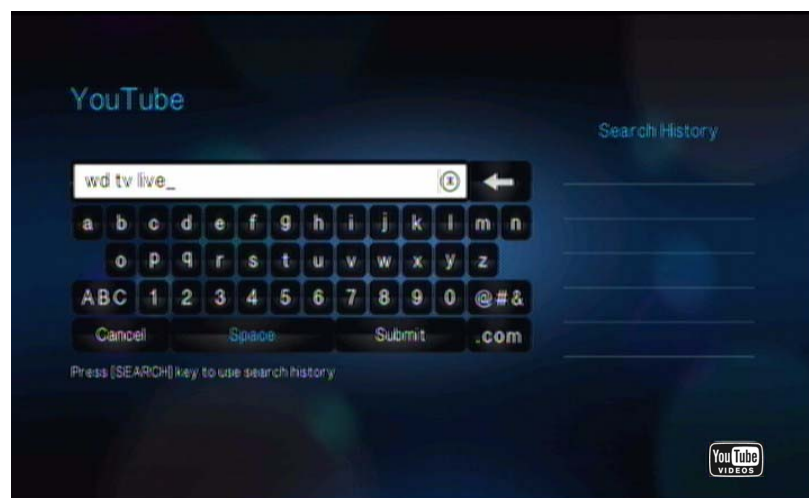 YouTube
Search History
wd tv live_
a b c d e f g h i j k l m n
o p q r s t u v w x y z
ABC 1 2 3 4 5 6 7 8 9 0 @#&
Cancel Space Submit .com
Press [SEARCH] key to use search history
You Tube
VIDEOS